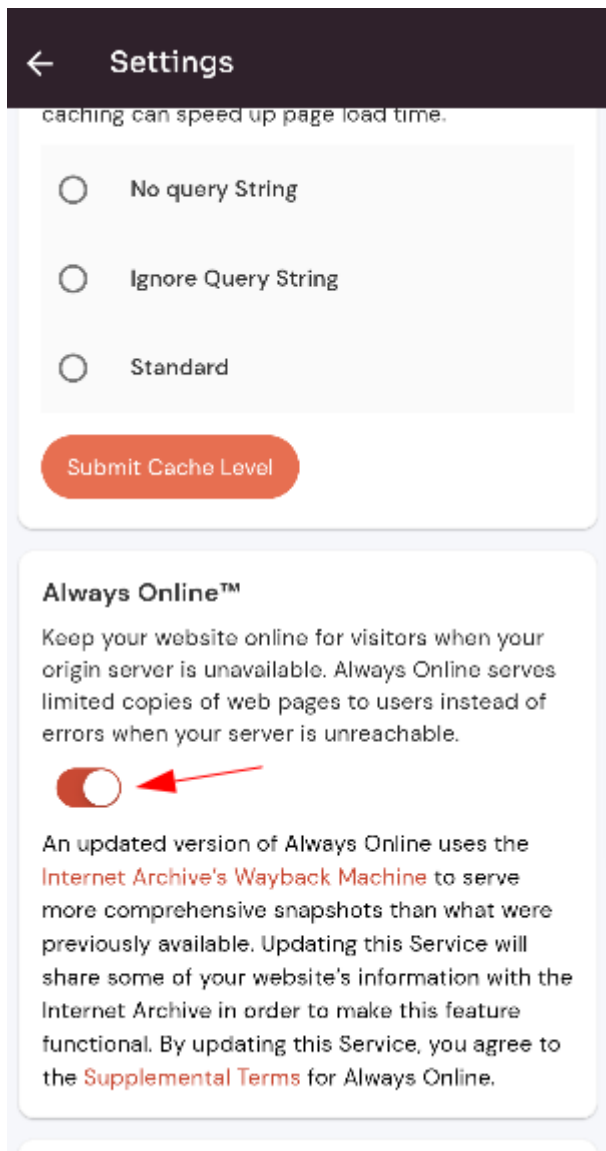 Settings
caching can speed up page load time.
No query String
Ignore Query String
Standard
Submit Cache Level
Always Online™
Keep your website online for visitors when your
origin server is unavailable. Always Online serves
limited copies of web pages to users instead of
errors when your server is unreachable.
An updated version of Always Online uses the
Internet Archive's Wayback Machine to serve
more comprehensive snapshots than what were
previously available. Updating this Service will
share some of your website's information with the
Internet Archive in order to make this feature
functional. By updating this Service, you agree to
the Supplemental Terms for Always Online.